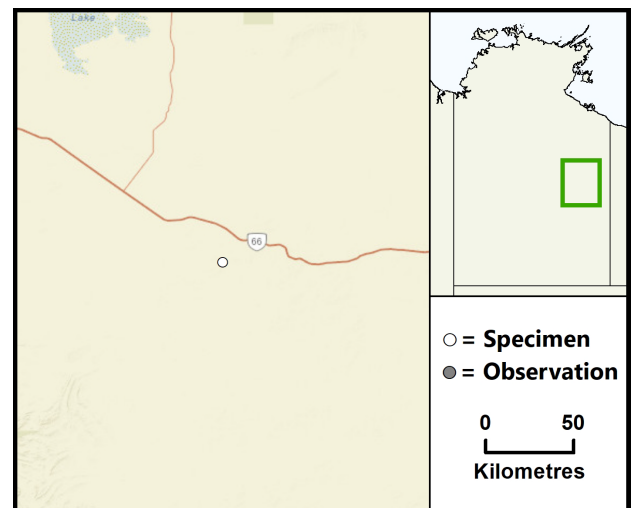 Lake
66
= Specimen
= Observation
0 50
Kilometres